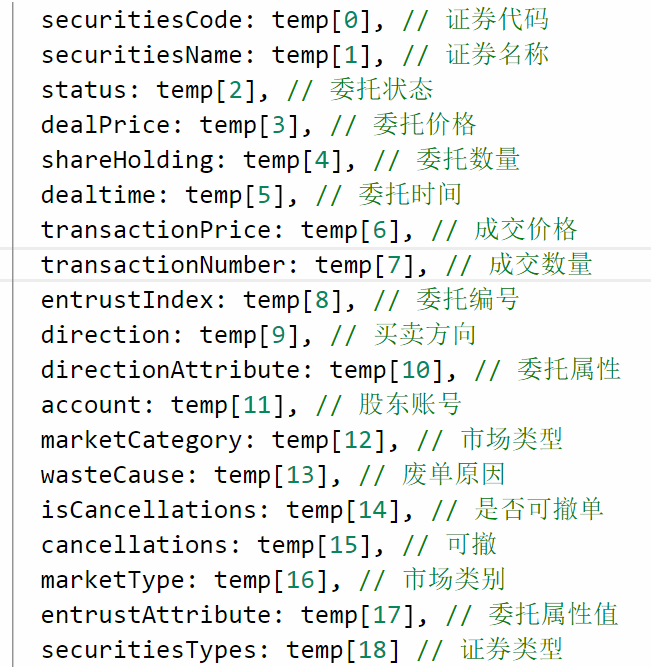 securitiesCode: temp[0], // 证券代码
securitiesName: temp[1], // 证券名称
status: temp[2], // 委托状态
dealPrice: temp[3], // 委托价格
shareHolding: temp[4], // 委托数量
dealtime: temp[5], // 委托时间
transactionPrice: temp[6], // 成交价格
transactionNumber: temp[7], // 成交数量
entrustIndex: temp[8], // 委托编号
direction: temp[9], // 买卖方向
directionAttribute: temp[10], // 委托属性
account: temp[11], // 股东账号
marketCategory: temp[12], // 市场类型
wasteCause: temp[13], // 废单原因
isCancellations: temp[14], // 是否可撤单
cancellations: temp[15], // 可撤
marketType: temp[16], // 市场类别
entrustAttribute: temp[17], // 委托属性值
securitiesTypes: temp[18] // 证券类型